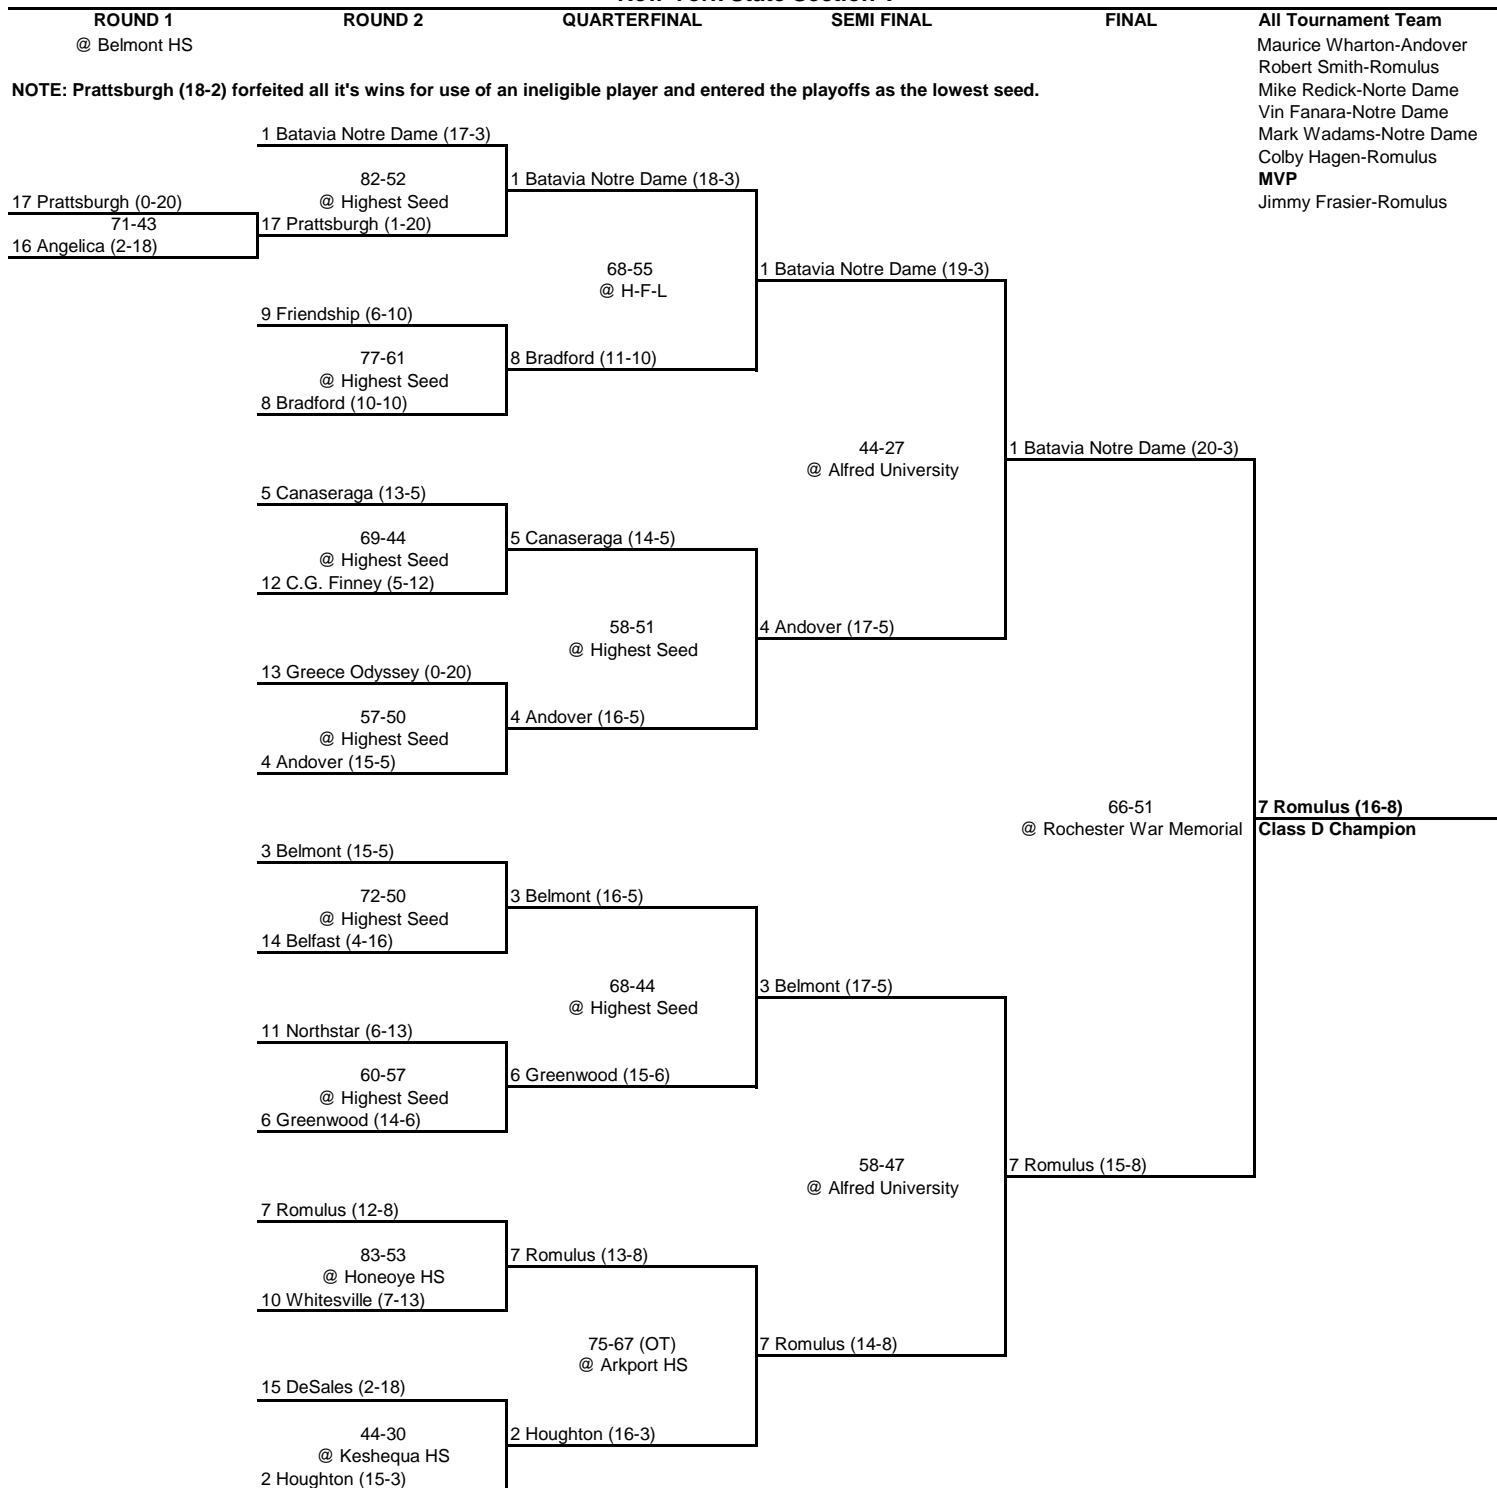 ROUND 1 ROUND 2 QUARTERFINAL SEMI FINAL FINAL All Tournament Team
@ Belmont HS Maurice Wharton-Andover
Robert Smith-Romulus
NOTE: Prattsburgh (18-2) forfeited all it's wins for use of an ineligible player and entered the playoffs as the lowest seed. Mike Redick-Norte Dame
Vin Fanara-Notre Dame
1 Batavia Notre Dame (17-3) Mark Wadams-Notre Dame
Colby Hagen-Romulus
82-52 1 Batavia Notre Dame (18-3) MVP
17 Prattsburgh (0-20) @ Highest Seed Jimmy Frasier-Romulus
71-43 17 Prattsburgh (1-20)
16 Angelica (2-18)
68-55 1 Batavia Notre Dame (19-3)
@ H-F-L
9 Friendship (6-10)
77-61 8 Bradford (11-10)
@ Highest Seed
8 Bradford (10-10)
44-27 1 Batavia Notre Dame (20-3)
@ Alfred University
5 Canaseraga (13-5)
69-44 5 Canaseraga (14-5)
@ Highest Seed
12 C.G. Finney (5-12)
58-51 4 Andover (17-5)
@ Highest Seed
13 Greece Odyssey (0-20)
57-50 4 Andover (16-5)
@ Highest Seed
4 Andover (15-5)
66-51 7 Romulus (16-8)
@ Rochester War Memorial Class D Champion
3 Belmont (15-5)
72-50 3 Belmont (16-5)
@ Highest Seed
14 Belfast (4-16)
68-44 3 Belmont (17-5)
@ Highest Seed
11 Northstar (6-13)
60-57 6 Greenwood (15-6)
@ Highest Seed
6 Greenwood (14-6)
58-47 7 Romulus (15-8)
@ Alfred University
7 Romulus (12-8)
83-53 7 Romulus (13-8)
@ Honeoye HS
10 Whitesville (7-13)
75-67 (OT) 7 Romulus (14-8)
@ Arkport HS
15 DeSales (2-18)
44-30 2 Houghton (16-3)
@ Keshequa HS
2 Houghton (15-3)